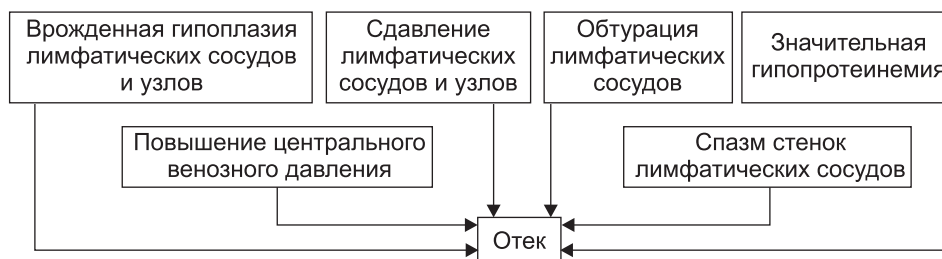 Врожденная гипоплазия
лимфатических сосудов
и узлов
Сдавление
лимфатических
сосудов и узлов
Обтурация
лимфатических
сосудов
Значительная
гипопротеинемия
Повышение центрального
венозного давления
Спазм стенок
лимфатических сосудов
Отек